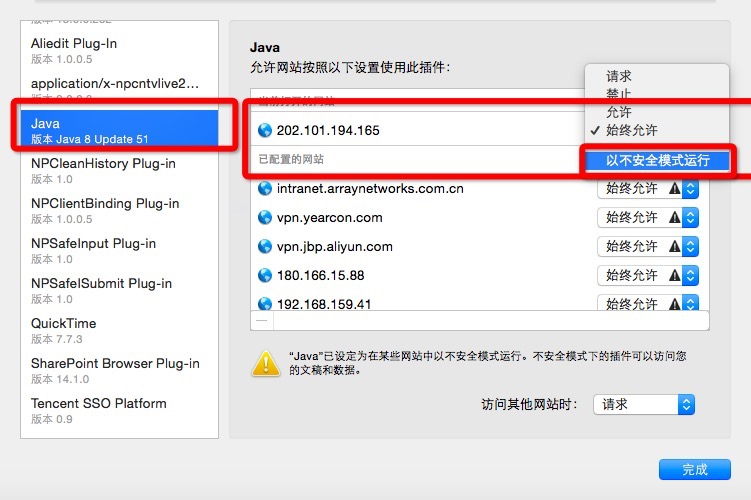 Aliedit Plug-In
版本 1.0.0.5
application/x-npcntvlive2...
Java
版本 Java 8 Update 51
NPCleanHistory Plug-in
版本 1.0
NPClientBinding Plug-in
版本 1.0.0.5
NPSafeInput Plug-in
版本 1.0
NPSafeISubmit Plug-in
版本 1.0
QuickTime
版本 7.7.3
SharePoint Browser Plug-in
版本 14.1.0
Tencent SSO Platform
版本 0.9
Java
允许网站按照以下设置使用此插件:
当前打开的网站
202.101.194.165
已配置的网站
intranet.arraynetworks.com.cn
始终允许
vpn.yearcon.com
始终允许
vpn.jbp.aliyun.com
始终允许
180.166.15.88
始终允许
192.168.159.41
始终允许
请求
禁止
允许
✓ 始终允许
以不安全模式运行
“Java”已设定为在某些网站中以不安全模式运行。不安全模式下的插件可以访问您
的文稿和数据。
访问其他网站时:
请求
完成